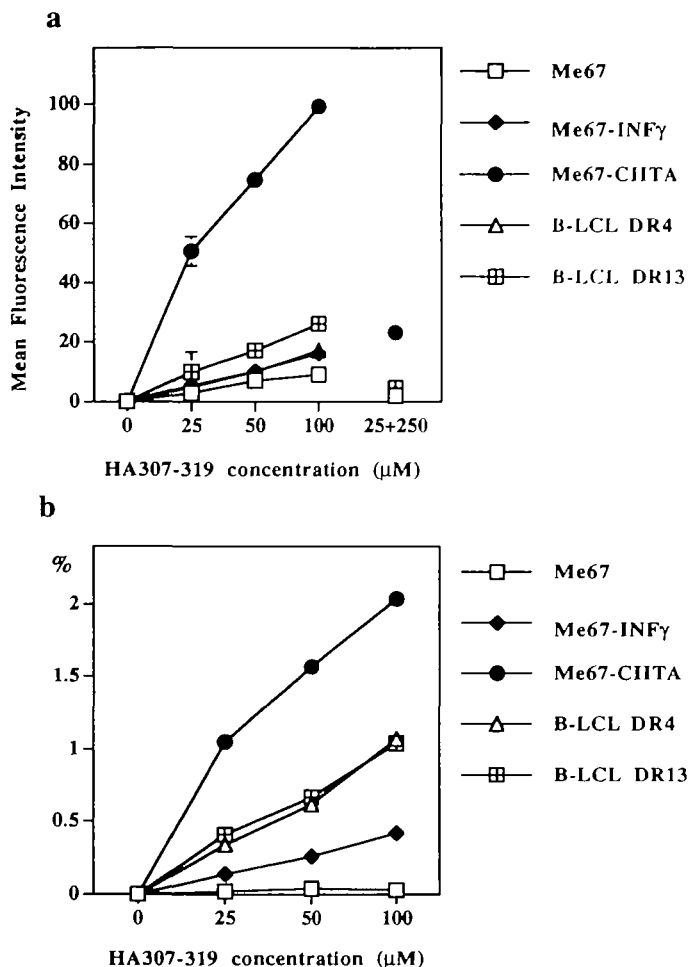 a
Mean Fluorescence Intensity
100
80
60
40
20
0
0 25 50 100 25+250
HA307-319 concentration (μM)
Me67
Me67-INFγ
Me67-CIITA
B-LCL DR4
B-LCL DR13
b
%
2
1.5
1
0.5
0
0 25 50 100
HA307-319 concentration (μM)
Me67
Me67-INFγ
Me67-CIITA
B-LCL DR4
B-LCL DR13